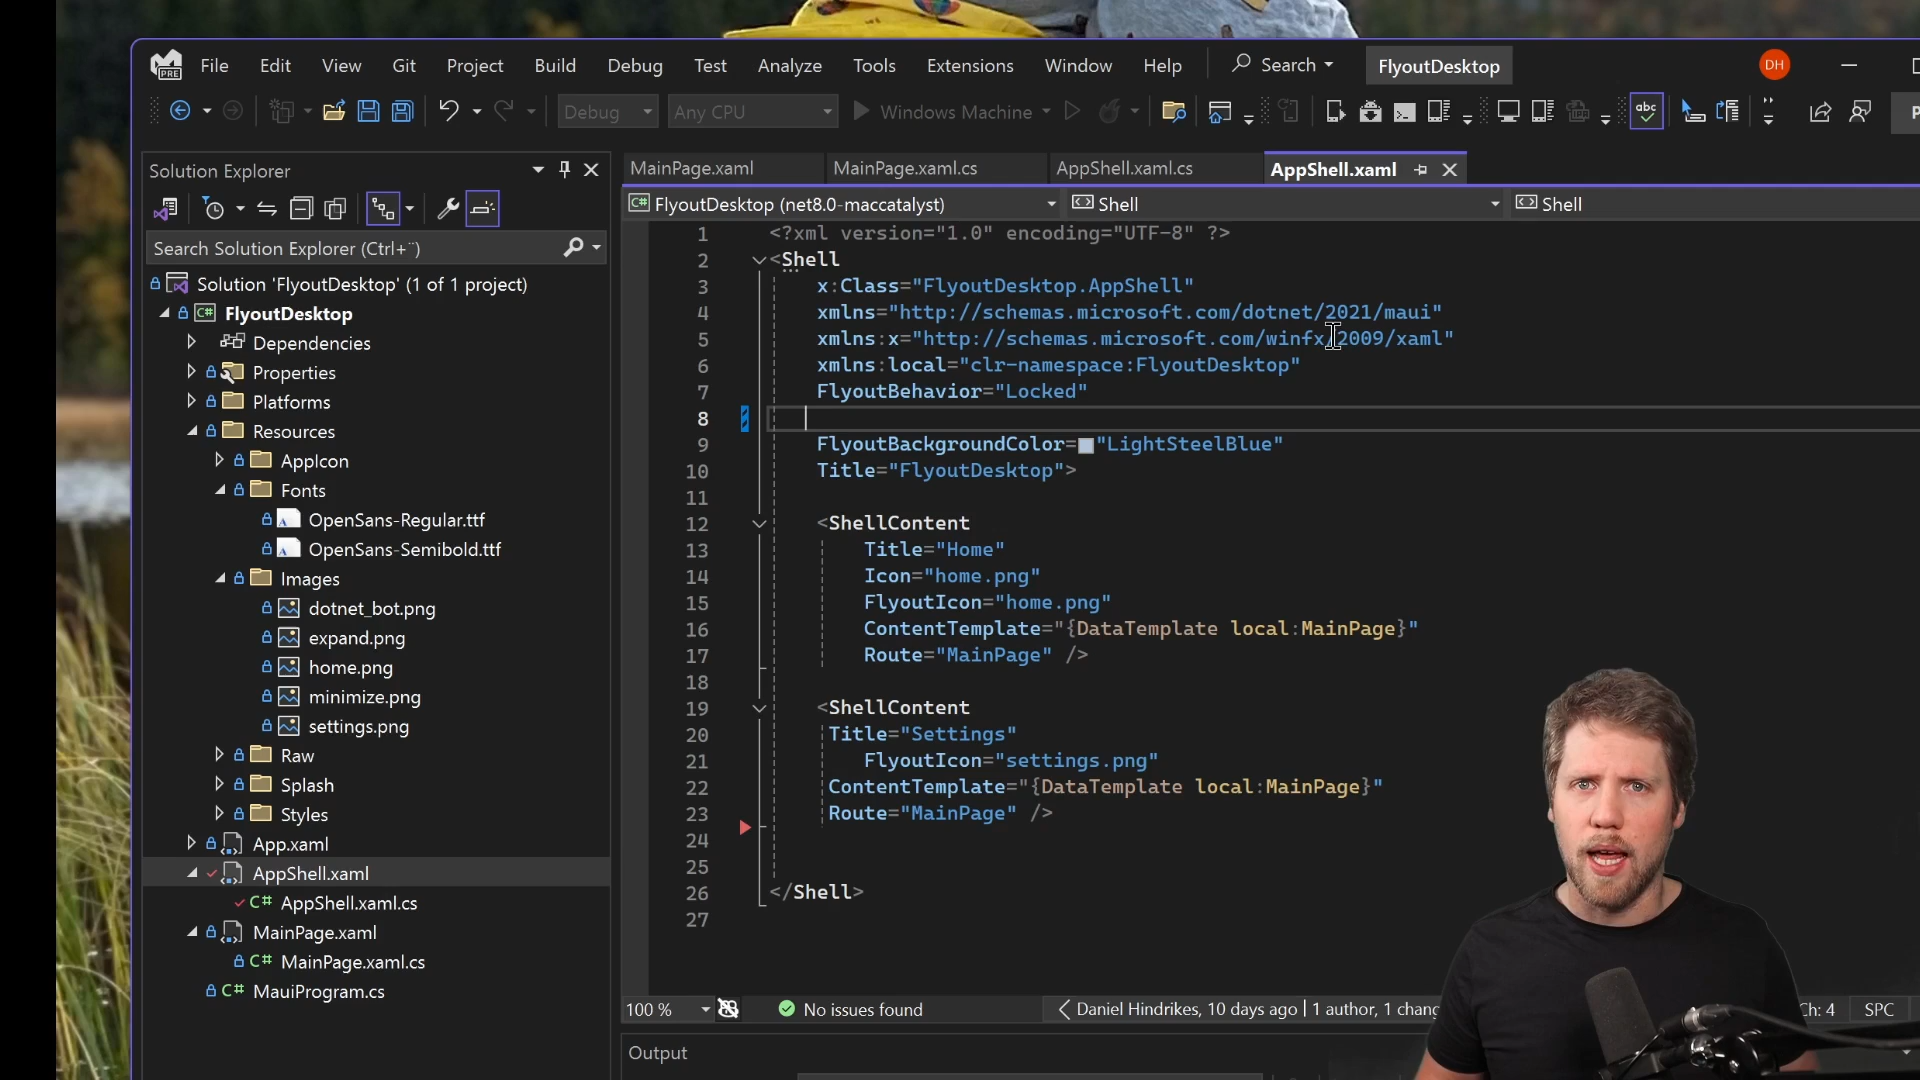 PRE File Edit View Git Project Build Debug Test Analyze Tools Extensions Window Help Search FlyoutDesktop DH
Debug Any CPU Windows Machine abc
Solution Explorer
Search Solution Explorer (Ctrl+¨)
Solution 'FlyoutDesktop' (1 of 1 project)
C# FlyoutDesktop
Dependencies
Properties
Platforms
Resources
AppIcon
Fonts
OpenSans-Regular.ttf
OpenSans-Semibold.ttf
Images
dotnet_bot.png
expand.png
home.png
minimize.png
settings.png
Raw
Splash
Styles
App.xaml
AppShell.xaml
C# AppShell.xaml.cs
MainPage.xaml
C# MainPage.xaml.cs
C# MauiProgram.cs
MainPage.xaml MainPage.xaml.cs AppShell.xaml.cs AppShell.xaml
C# FlyoutDesktop (net8.0-maccatalyst) Shell Shell
1 <?xml version="1.0" encoding="UTF-8" ?>
2 <Shell
3 x:Class="FlyoutDesktop.AppShell"
4 xmlns="http://schemas.microsoft.com/dotnet/2021/maui"
5 xmlns:x="http://schemas.microsoft.com/winfx/2009/xaml"
6 xmlns:local="clr-namespace:FlyoutDesktop"
7 FlyoutBehavior="Locked"
8
9 FlyoutBackgroundColor="LightSteelBlue"
10 Title="FlyoutDesktop">
11
12 <ShellContent
13 Title="Home"
14 Icon="home.png"
15 FlyoutIcon="home.png"
16 ContentTemplate="{DataTemplate local:MainPage}"
17 Route="MainPage" />
18
19 <ShellContent
20 Title="Settings"
21 FlyoutIcon="settings.png"
22 ContentTemplate="{DataTemplate local:MainPage}"
23 Route="MainPage" />
24
25
26 </Shell>
27
100 % No issues found Daniel Hindrikes, 10 days ago | 1 author, 1 chang Ch: 4 SPC
Output